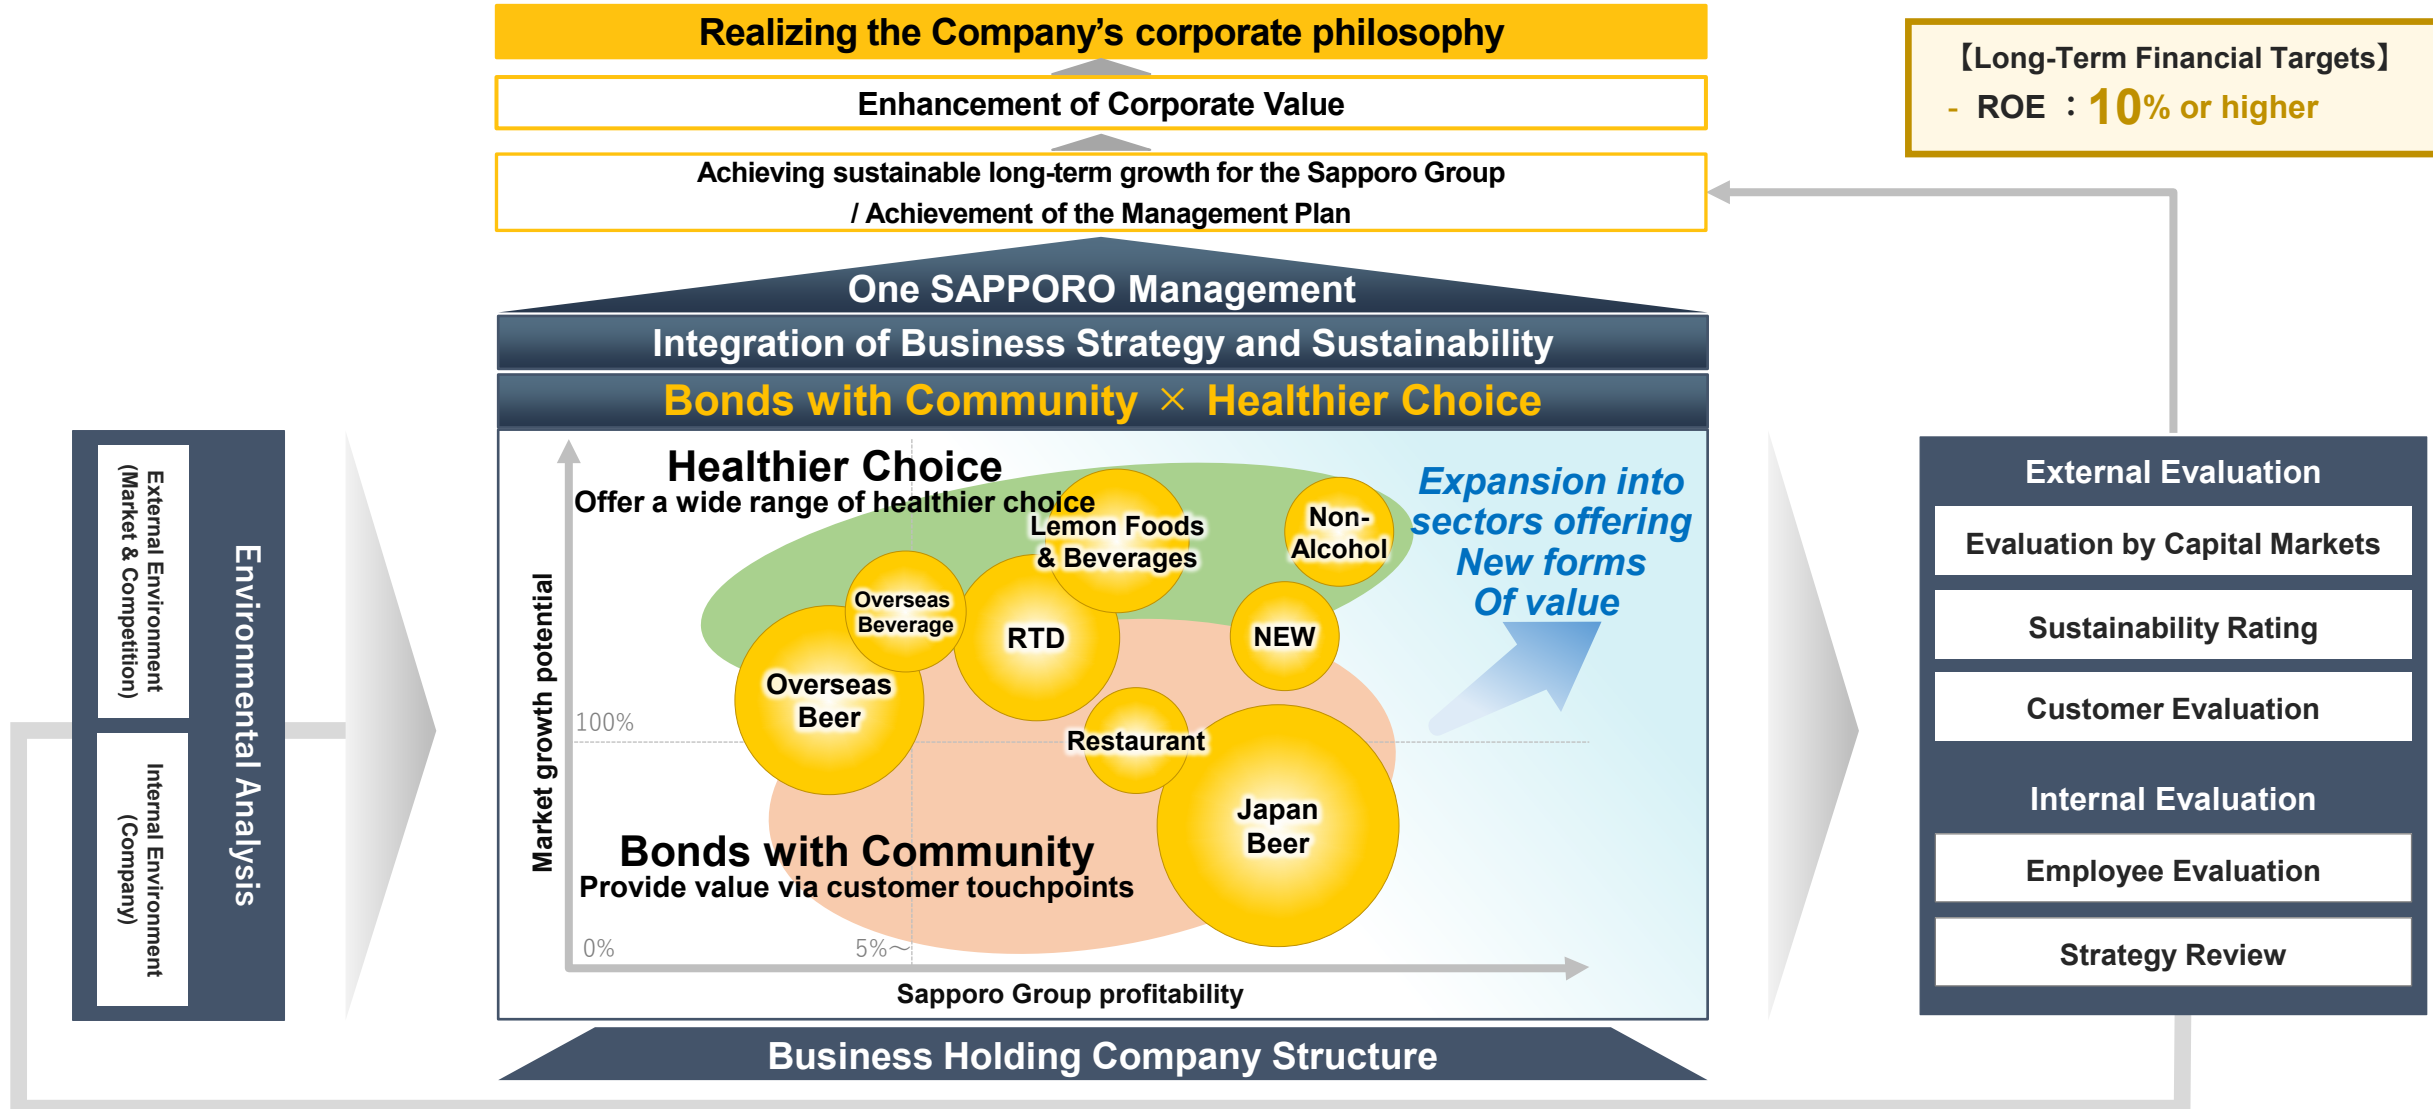 Realizing the Company’s corporate philosophy
Enhancement of Corporate Value
Achieving sustainable long-term growth for the Sapporo Group
/ Achievement of the Management Plan
【Long-Term Financial Targets】
- ROE ：10% or higher
One SAPPORO Management
Integration of Business Strategy and Sustainability
Bonds with Community × Healthier Choice
Environmental Analysis
External Environment
(Market & Competition)
Internal Environment
(Company)
Market growth potential
Healthier Choice
Offer a wide range of healthier choice
Lemon Foods
& Beverages
Non-
Alcohol
Expansion into
sectors offering
New forms
Of value
Overseas
Beverage
RTD
NEW
Overseas
Beer
100%
Restaurant
Japan
Beer
Bonds with Community
Provide value via customer touchpoints
0%
5%～
Sapporo Group profitability
Business Holding Company Structure
External Evaluation
Evaluation by Capital Markets
Sustainability Rating
Customer Evaluation
Internal Evaluation
Employee Evaluation
Strategy Review